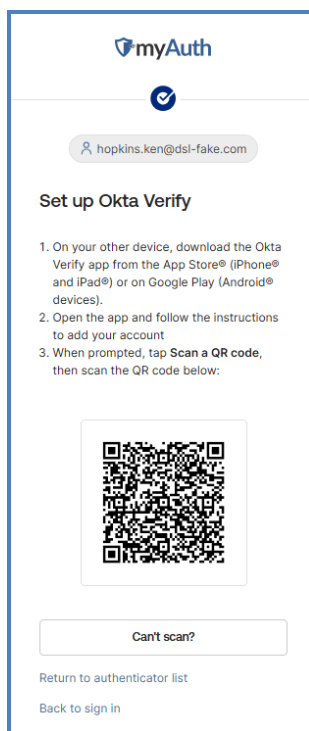 myAuth
hopkins.ken@dsl-fake.com
Set up Okta Verify
1. On your other device, download the Okta
Verify app from the App Store® (iPhone®
and iPad®) or on Google Play (Android®
devices).
2. Open the app and follow the instructions
to add your account
3. When prompted, tap Scan a QR code,
then scan the QR code below:
Can't scan?
Return to authenticator list
Back to sign in